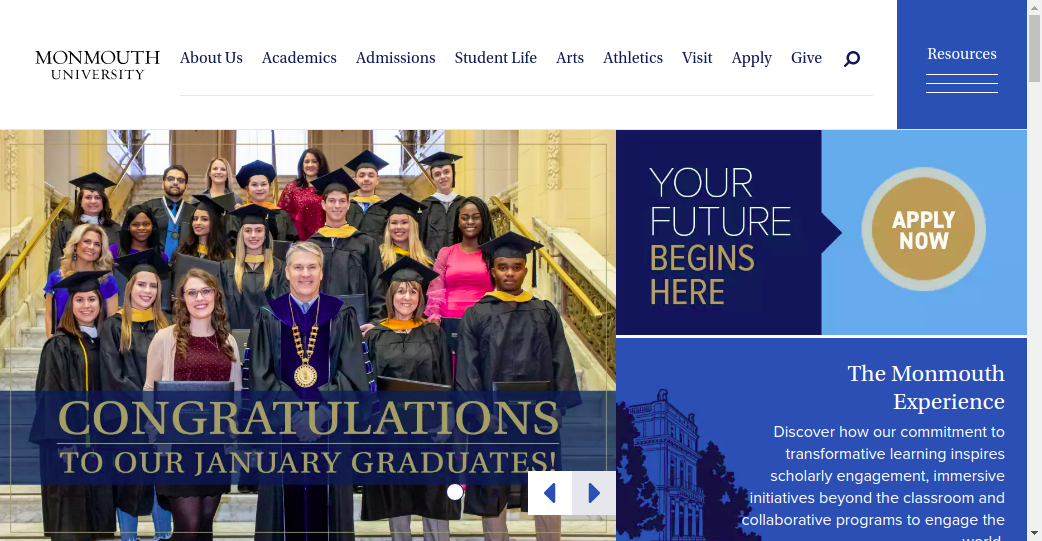 MONMOUTH
UNIVERSITY
About Us Academics Admissions Student Life Arts Athletics Visit Apply Give
Resources
CONGRATULATIONS
TO OUR JANUARY GRADUATES!
YOUR
FUTURE
BEGINS
HERE
APPLY
NOW
The Monmouth
Experience
Discover how our commitment to
transformative learning inspires
scholarly engagement, immersive
initiatives beyond the classroom and
collaborative programs to engage the
world.